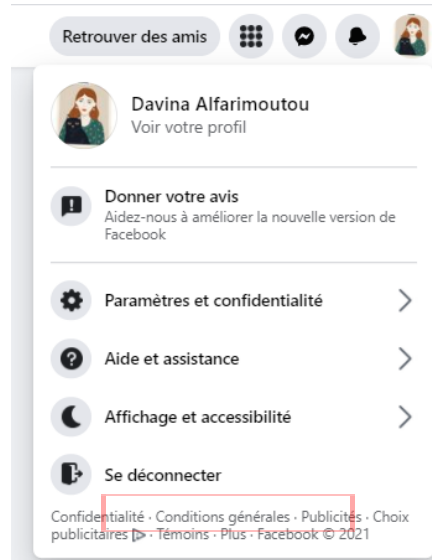 Retrouver des amis
Davina Alfarimoutou
Voir votre profil
Donner votre avis
Aidez-nous à améliorer la nouvelle version de
Facebook
Paramètres et confidentialité
Aide et assistance
Affichage et accessibilité
Se déconnecter
Confidentialité · Conditions générales · Publicités · Choix
publicitaires · Témoins · Plus · Facebook © 2021